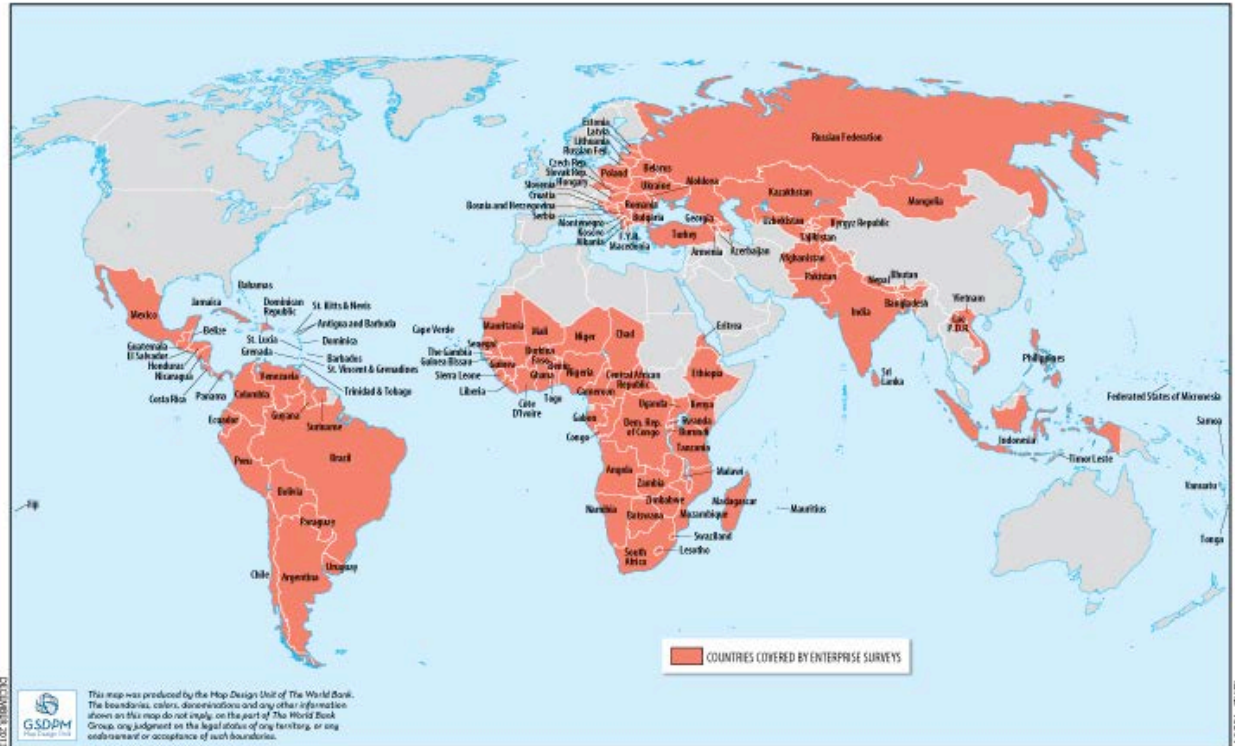 Russian Federation
Estonia
Latvia
Lithuania
Russian Fed.
Czech Rep.
Slovak Rep.
Hungary
Slovenia
Croatia
Bosnia and Herzegovina
Serbia
Montenegro
Kosovo
Albania
F.Y.R.
Macedonia
Poland
Belarus
Ukraine
Moldova
Romania
Bulgaria
Georgia
Turkey
Armenia
Azerbaijan
Kazakhstan
Uzbekistan
Kyrgyz Republic
Tajikistan
Afghanistan
Pakistan
Mongolia
Nepal
Bhutan
Bangladesh
India
Sri
Lanka
Vietnam
Lao
P.D.R.
Philippines
Indonesia
Timor Leste
Federated States of Micronesia
Samoa
Vanuatu
Tonga
Fiji
Mexico
Bahamas
Jamaica
Dominican
Republic
St. Kitts & Nevis
Antigua and Barbuda
Dominica
Barbados
St. Vincent & Grenadines
Trinidad & Tobago
St. Lucia
Grenada
Belize
Guatemala
El Salvador
Honduras
Nicaragua
Costa Rica
Panama
Venezuela
Colombia
Guyana
Suriname
Ecuador
Peru
Brazil
Bolivia
Paraguay
Uruguay
Chile
Argentina
Cape Verde
Mauritania
Mali
Niger
Chad
Eritrea
Senegal
The Gambia
Guinea Bissau
Guinea
Sierra Leone
Liberia
Côte
D'Ivoire
Burkina
Faso
Ghana
Togo
Benin
Nigeria
Cameroon
Central African
Republic
Ethiopia
Gabon
Congo
Dem. Rep.
of Congo
Uganda
Kenya
Rwanda
Burundi
Tanzania
Angola
Zambia
Malawi
Zimbabwe
Mozambique
Madagascar
Mauritius
Namibia
Botswana
Swaziland
Lesotho
South
Africa
COUNTRIES COVERED BY ENTERPRISE SURVEYS
GSDPM
Map Design Unit
This map was produced by the Map Design Unit of The World Bank.
The boundaries, colors, denominations and any other information
shown on this map do not imply, on the part of The World Bank
Group, any judgment on the legal status of any territory, or any
endorsement or acceptance of such boundaries.